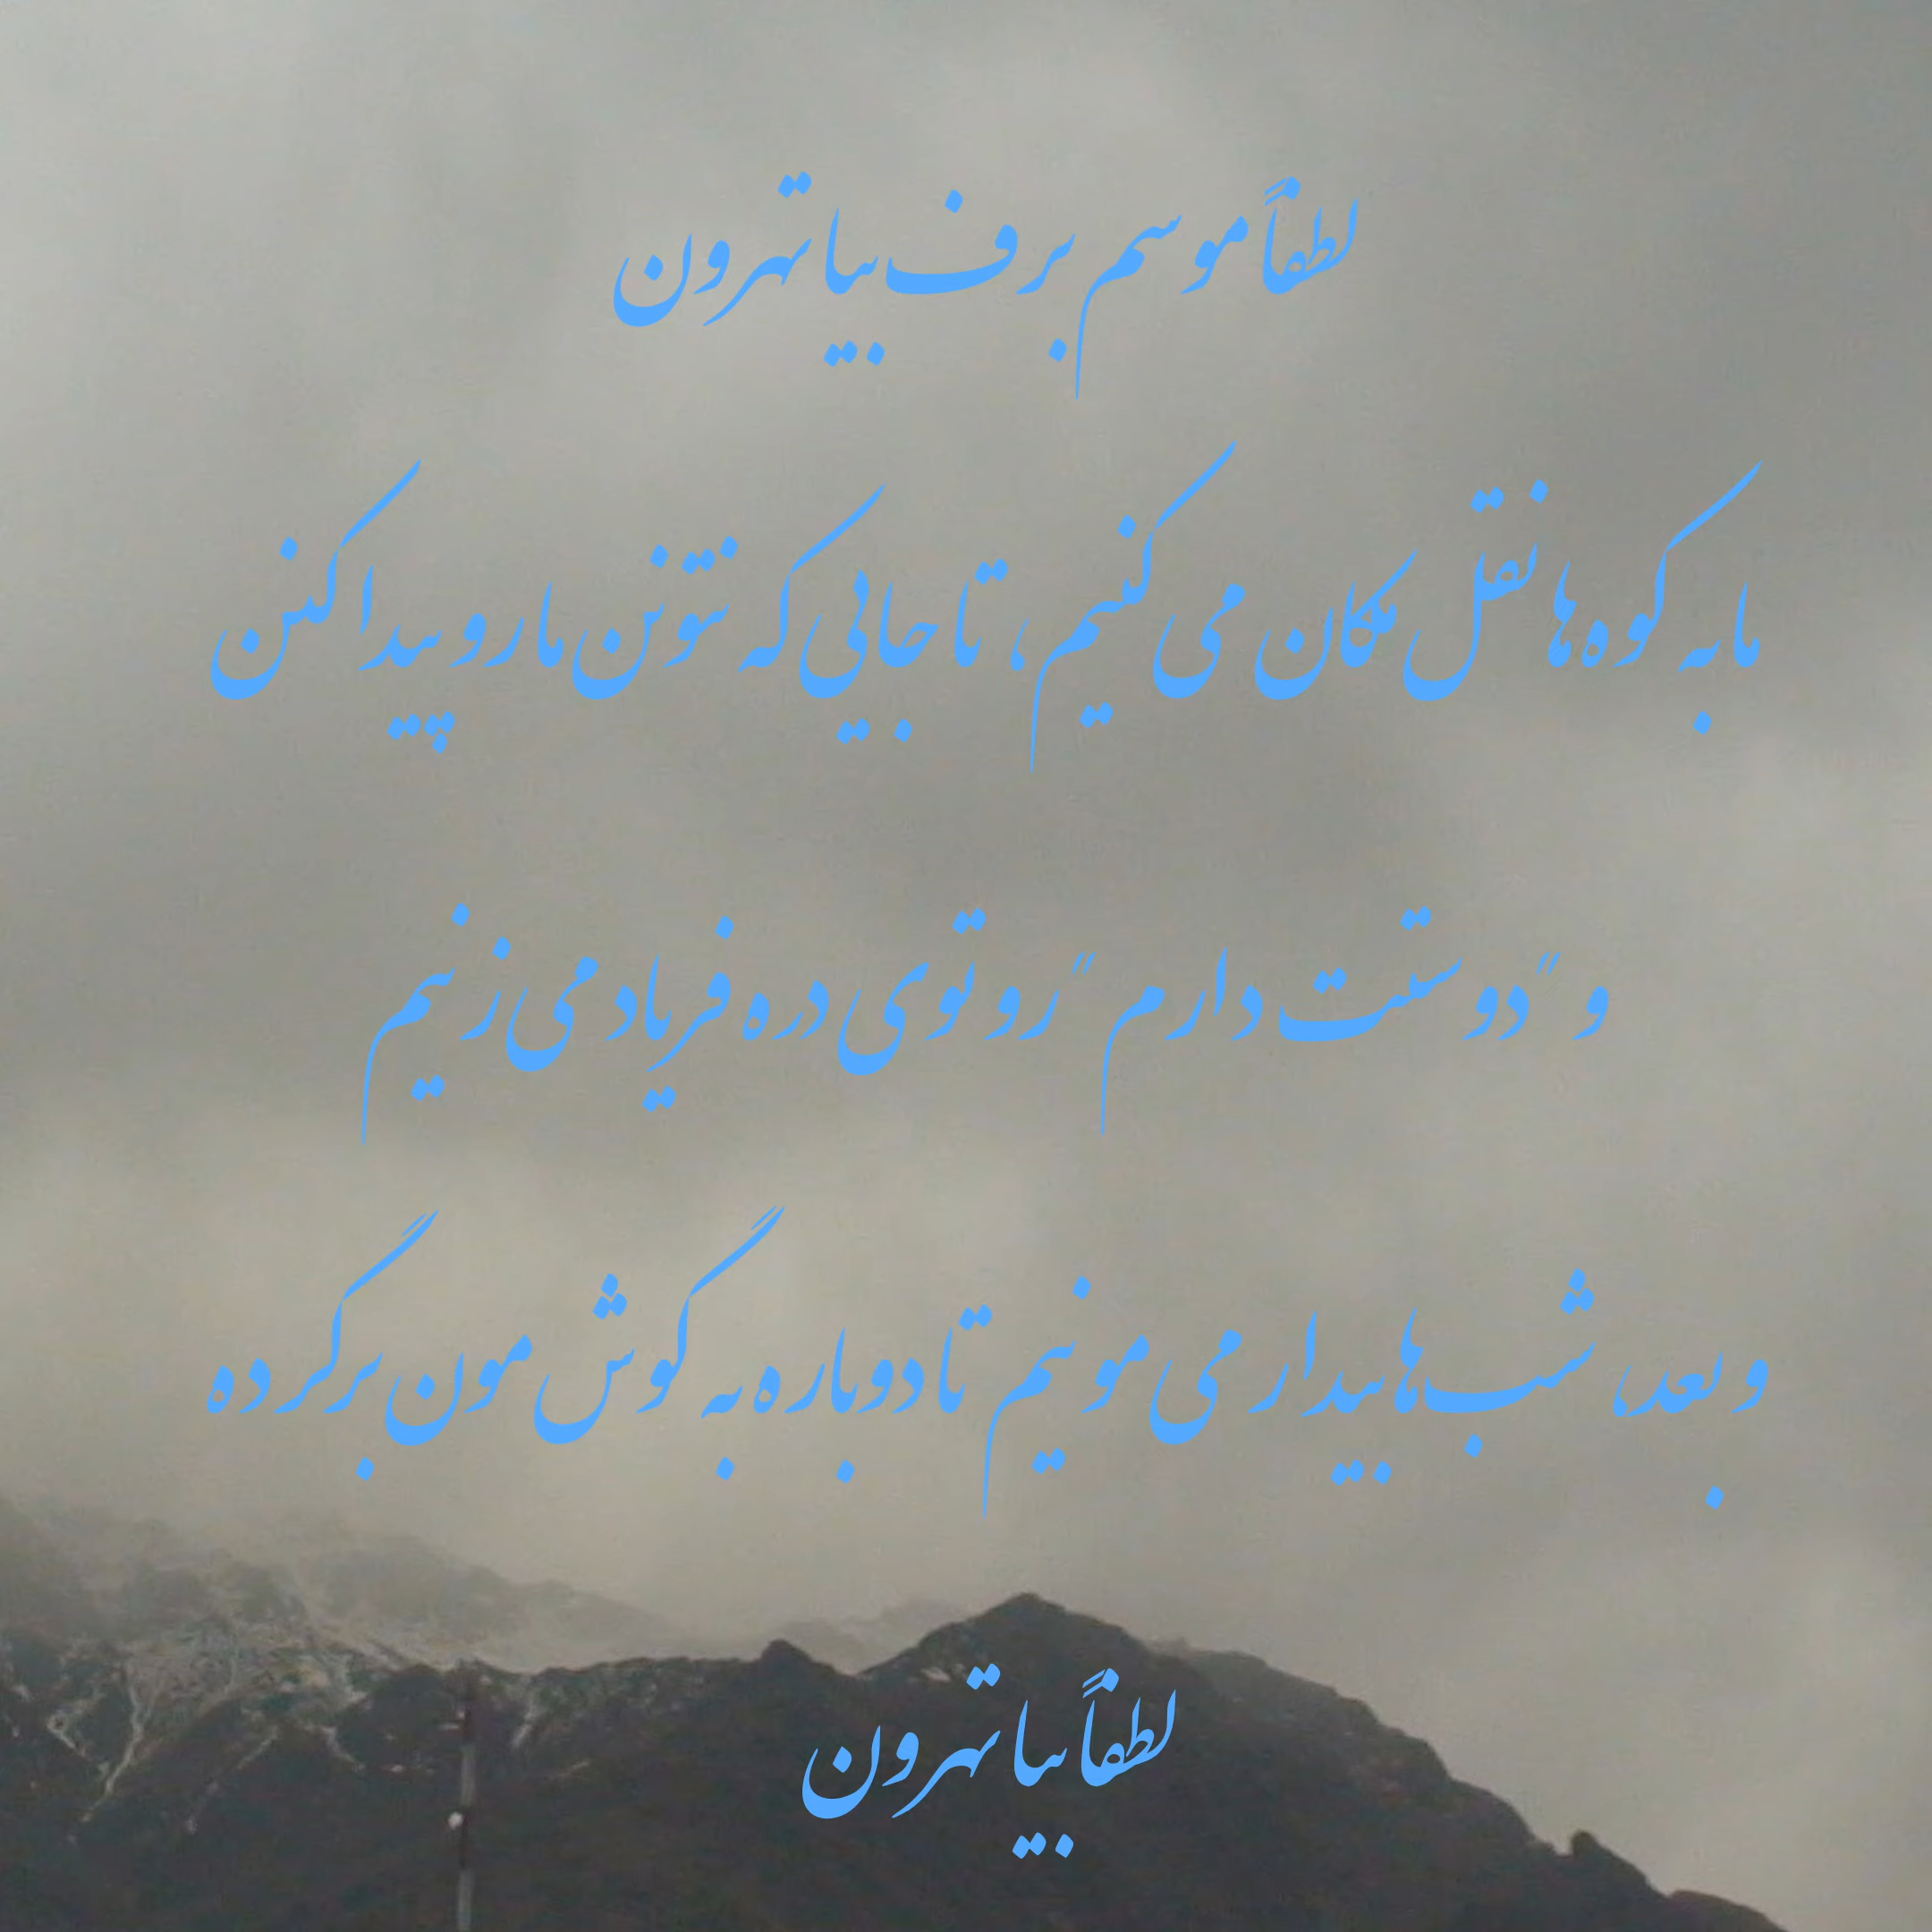 لطفاً موسم برف بیا تهرون
ما به کوه‌ها نقل مکان می‌کنیم، تا جایی که نتونن ما رو پیدا کنن
و "دوستت دارم" رو توی دره فریاد می‌زنیم
و بعد، شب‌ها بیدار می‌مونیم تا دوباره به گوش‌مون برگرده
لطفاً بیا تهرون